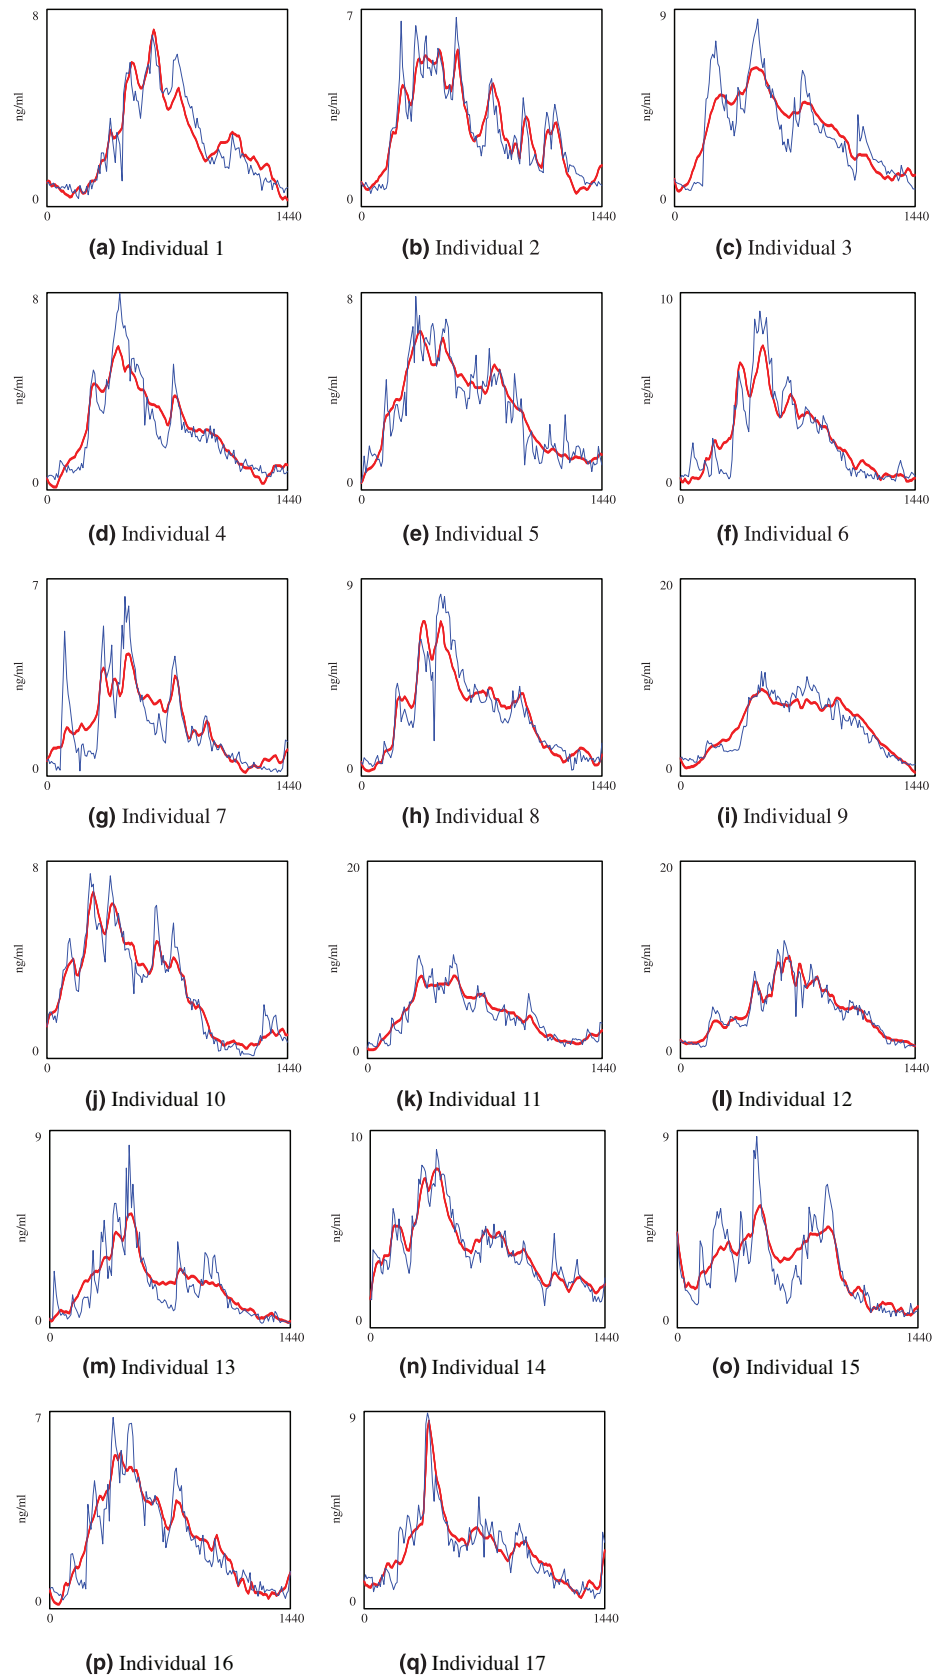 8 7 9
ng/ml ng/ml ng/ml
0 0 0
0 1440 0 1440 0 1440
(a) Individual 1 (b) Individual 2 (c) Individual 3
8 8 10
ng/ml ng/ml ng/ml
0 0 0
0 1440 0 1440 0 1440
(d) Individual 4 (e) Individual 5 (f) Individual 6
7 9 20
ng/ml ng/ml ng/ml
0 0 0
0 1440 0 1440 0 1440
(g) Individual 7 (h) Individual 8 (i) Individual 9
8 20 20
ng/ml ng/ml ng/ml
0 0 0
0 1440 0 1440 0 1440
(j) Individual 10 (k) Individual 11 (l) Individual 12
9 10 9
ng/ml ng/ml ng/ml
0 0 0
0 1440 0 1440 0 1440
(m) Individual 13 (n) Individual 14 (o) Individual 15
7 9
ng/ml ng/ml
0 0
0 1440 0 1440
(p) Individual 16 (q) Individual 17